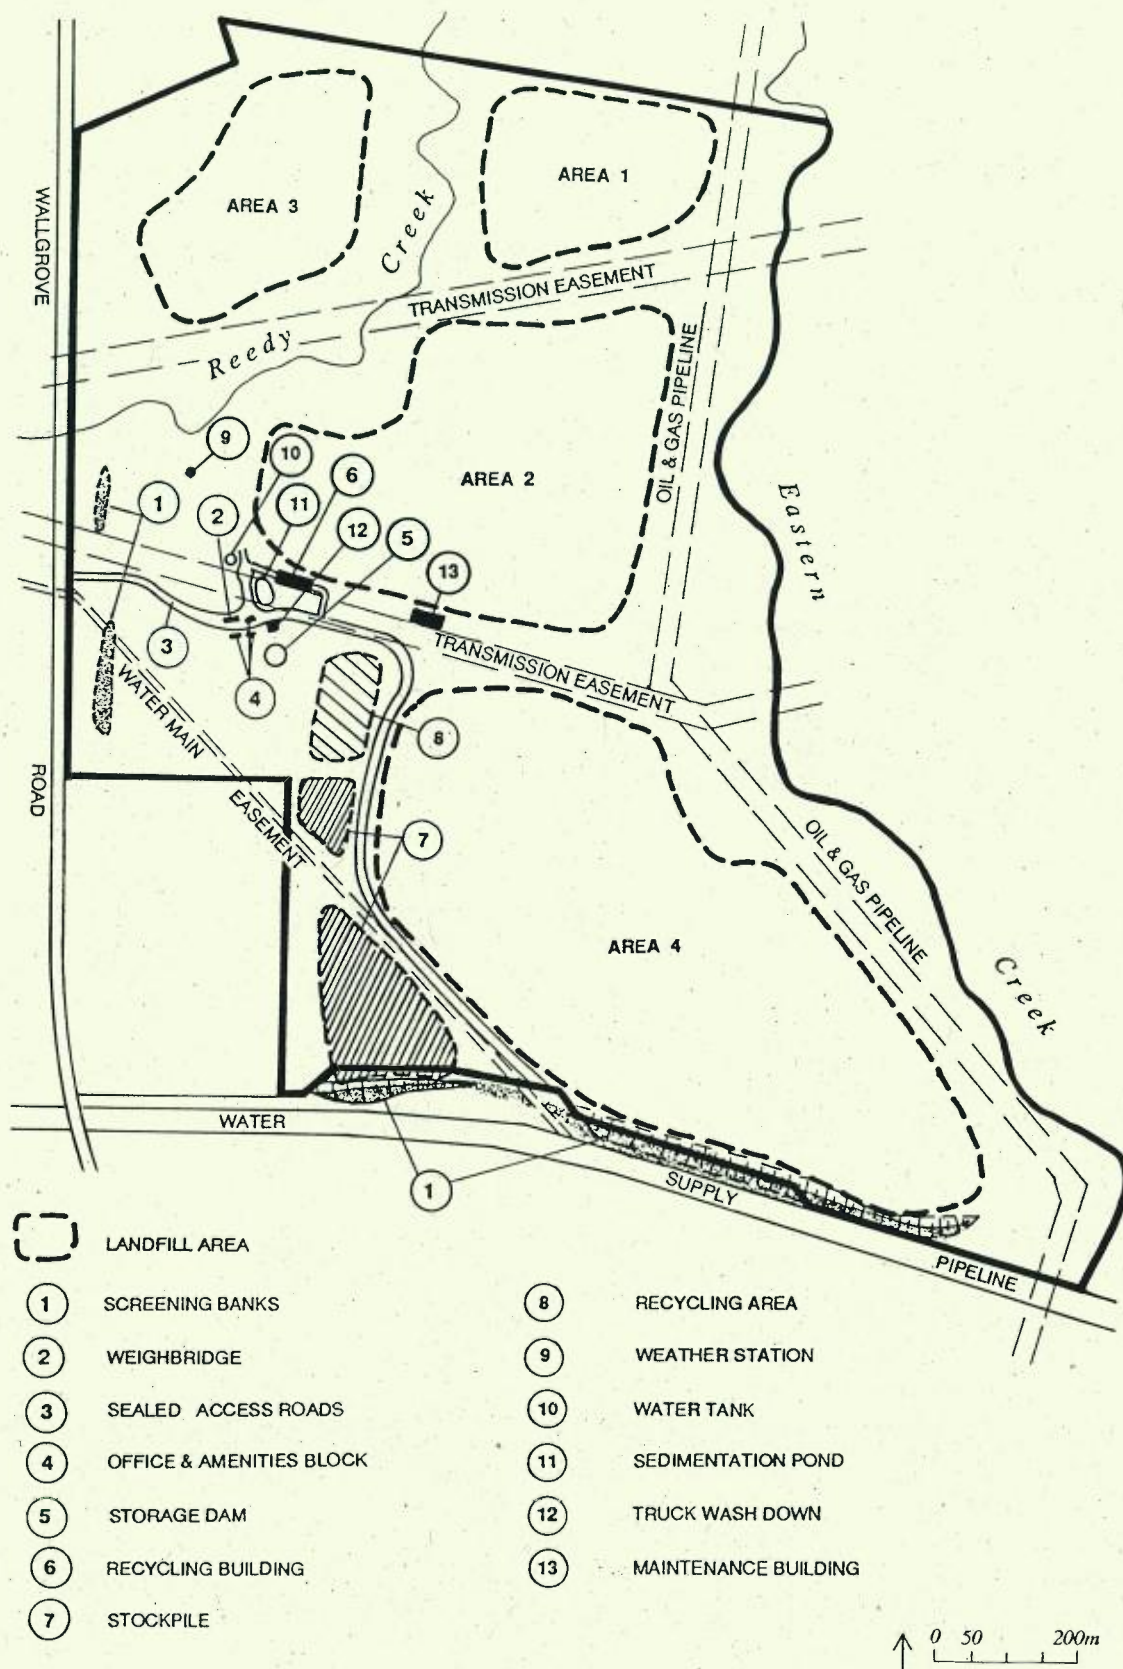 AREA 1
AREA 3
WALLGROVE
Creek
TRANSMISSION EASEMENT
Reedy
OIL & GAS PIPELINE
9
10
6
AREA 2
1
2
11
12
5
Eastern
13
3
TRANSMISSION EASEMENT
4
WATER MAIN
8
ROAD
EASEMENT
7
OIL & GAS PIPELINE
AREA 4
Creek
WATER
1
SUPPLY
PIPELINE
LANDFILL AREA
1 SCREENING BANKS
2 WEIGHBRIDGE
3 SEALED ACCESS ROADS
4 OFFICE & AMENITIES BLOCK
5 STORAGE DAM
6 RECYCLING BUILDING
7 STOCKPILE
8 RECYCLING AREA
9 WEATHER STATION
10 WATER TANK
11 SEDIMENTATION POND
12 TRUCK WASH DOWN
13 MAINTENANCE BUILDING
0 50 200m